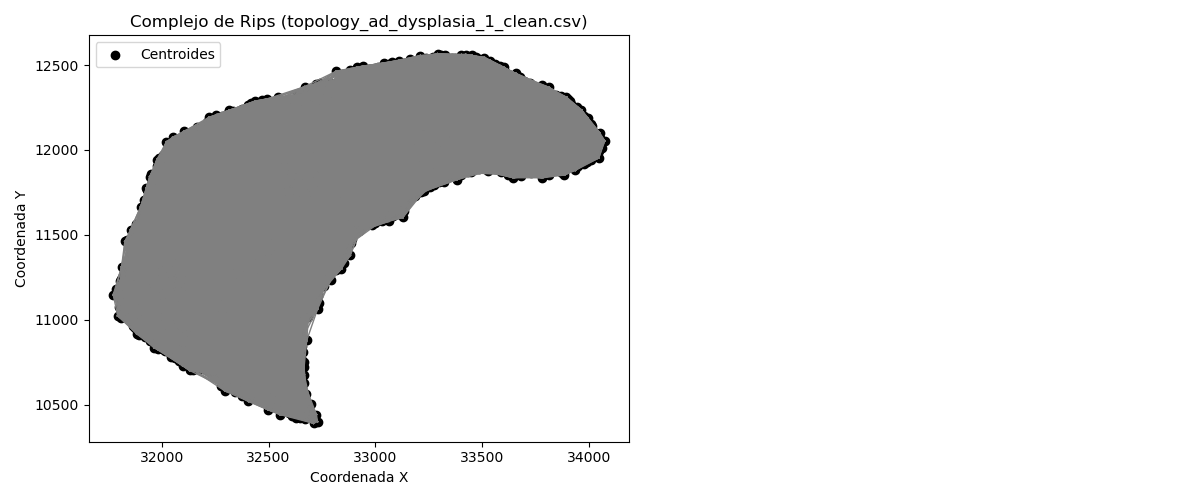 Complejo de Rips (topology_ad_dysplasia_1_clean.csv)
Centroides
12500
12000
11500
11000
10500
Coordenada Y
32000 32500 33000 33500 34000
Coordenada X